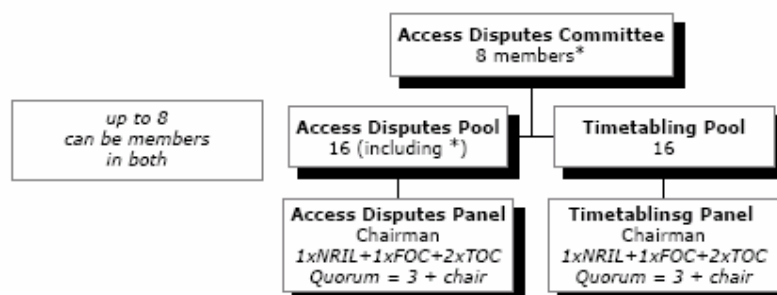 Access Disputes Committee
8 members*
up to 8
can be members
in both
Access Disputes Pool
16 (including *)
Timetabling Pool
16
Access Disputes Panel
Chairman
1xNRIL+1xFOC+2xTOC
Quorum = 3 + chair
Timetablinsg Panel
Chairman
1xNRIL+1xFOC+2xTOC
Quorum = 3 + chair